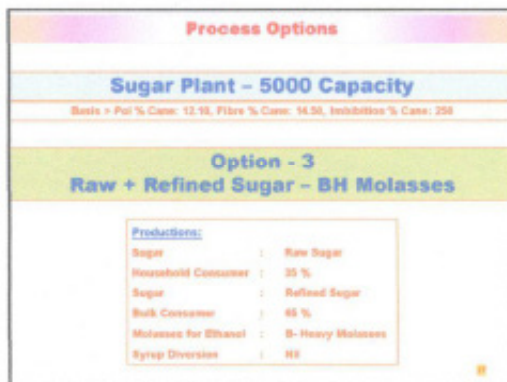 Process Options
Sugar Plant – 5000 Capacity
Basis > Pol % Cane: 12.10, Fibre % Cane: 14.50, Imbibition % Cane: 250
Option - 3
Raw + Refined Sugar – BH Molasses
Productions:
Sugar : Raw Sugar
Household Consumer : 35 %
Sugar : Refined Sugar
Bulk Consumer : 65 %
Molasses for Ethanol : B- Heavy Molasses
Syrup Diversion : Nil